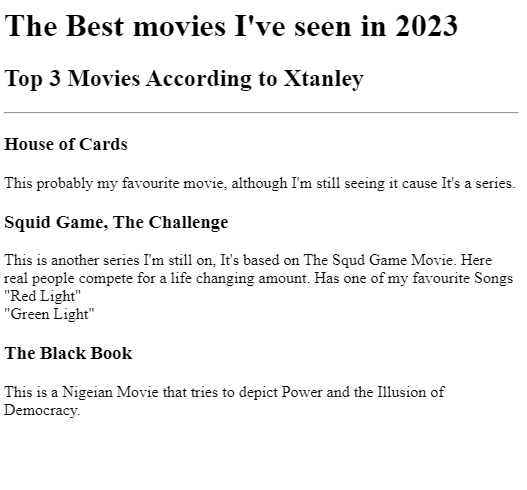 The Best movies I've seen in 2023
Top 3 Movies According to Xtanley
House of Cards
This probably my favourite movie, although I'm still seeing it cause It's a series.
Squid Game, The Challenge
This is another series I'm still on, It's based on The Squd Game Movie. Here
real people compete for a life changing amount. Has one of my favourite Songs
"Red Light"
"Green Light"
The Black Book
This is a Nigeian Movie that tries to depict Power and the Illusion of
Democracy.